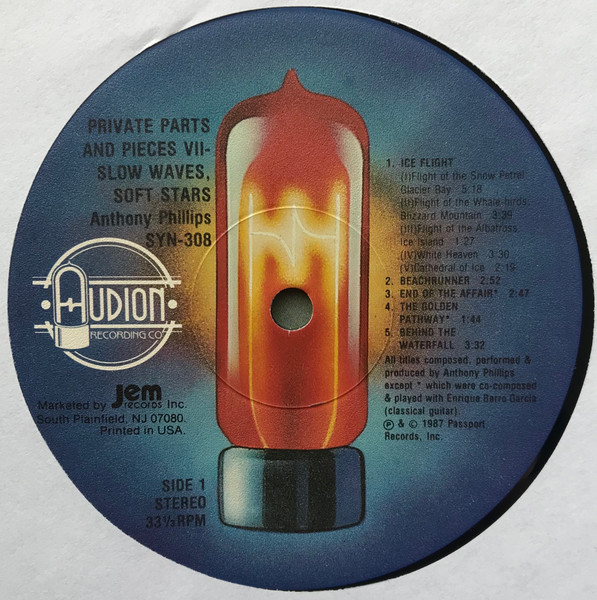 PRIVATE PARTS
AND PIECES VII-
SLOW WAVES,
SOFT STARS
Anthony Phillips
SYN-308
AUDION
RECORDING CO
Marketed by jem records Inc.
South Plainfield, NJ 07080.
Printed in USA.
SIDE 1
STEREO
33⅓ RPM
1. ICE FLIGHT
(I)Flight of the Snow Petrel
Glacier Bay 5:18
(II)Flight of the Whale-birds
Blizzard Mountain 3:39
(III)Flight of the Albatross
Ice Island 1:27
(IV)White Heaven 3:30
(V)Cathedral of Ice 2:19
2. BEACHRUNNER 2:52
3. END OF THE AFFAIR* 2:47
4. THE GOLDEN
PATHWAY* 1:44
5. BEHIND THE
WATERFALL 3:32
All titles composed, performed &
produced by Anthony Phillips
except * which were co-composed
& played with Enrique Berro Garcia
(classical guitar).
Ⓟ & © 1987 Passport
Records, Inc.